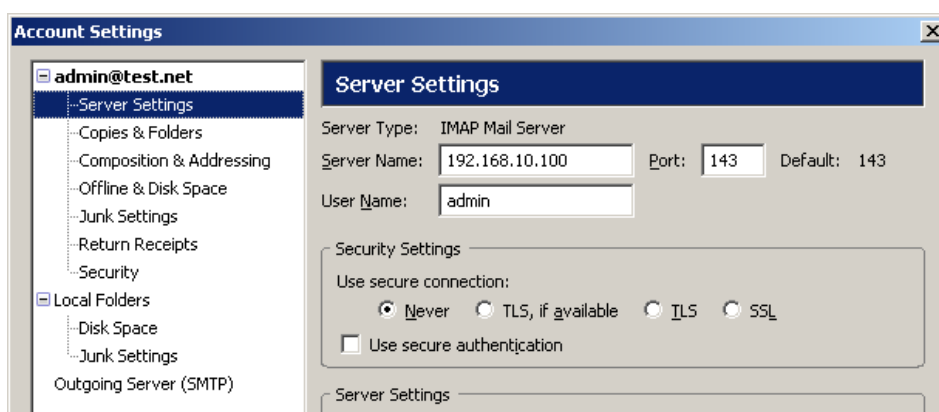 Account Settings
admin@test.net
Server Settings
Copies & Folders
Composition & Addressing
Offline & Disk Space
Junk Settings
Return Receipts
Security
Local Folders
Disk Space
Junk Settings
Outgoing Server (SMTP)
Server Settings
Server Type: IMAP Mail Server
Server Name: 192.168.10.100 Port: 143 Default: 143
User Name: admin
Security Settings
Use secure connection:
Never TLS, if available TLS SSL
Use secure authentication
Server Settings